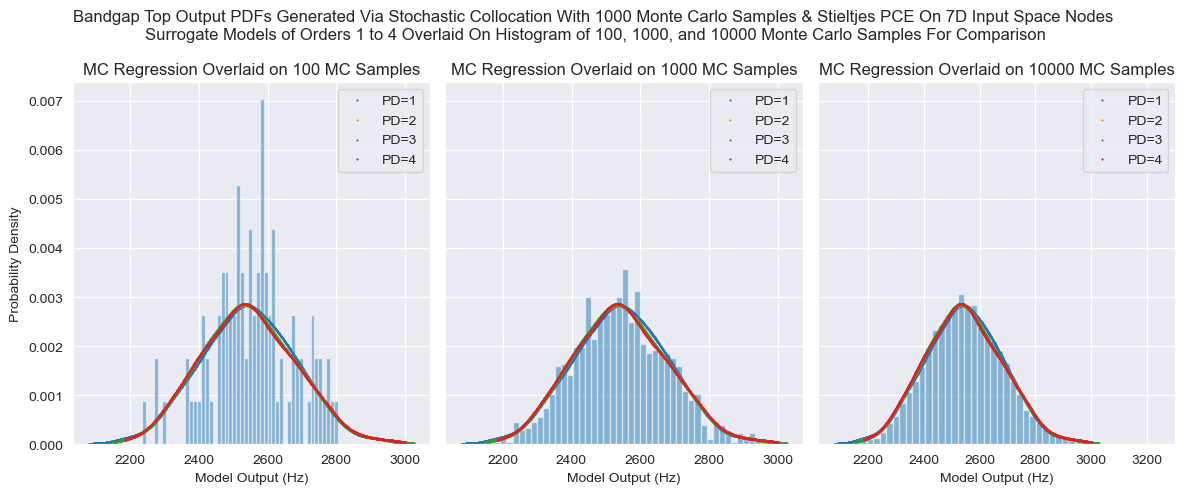 Bandgap Top Output PDFs Generated Via Stochastic Collocation With 1000 Monte Carlo Samples & Stieltjes PCE On 7D Input Space Nodes
Surrogate Models of Orders 1 to 4 Overlaid On Histogram of 100, 1000, and 10000 Monte Carlo Samples For Comparison
MC Regression Overlaid on 100 MC Samples
Probability Density
0.007
0.006
0.005
0.004
0.003
0.002
0.001
0.000
PD=1
PD=2
PD=3
PD=4
2200 2400 2600 2800 3000
Model Output (Hz)
MC Regression Overlaid on 1000 MC Samples
PD=1
PD=2
PD=3
PD=4
2200 2400 2600 2800 3000
Model Output (Hz)
MC Regression Overlaid on 10000 MC Samples
PD=1
PD=2
PD=3
PD=4
2200 2400 2600 2800 3000 3200
Model Output (Hz)